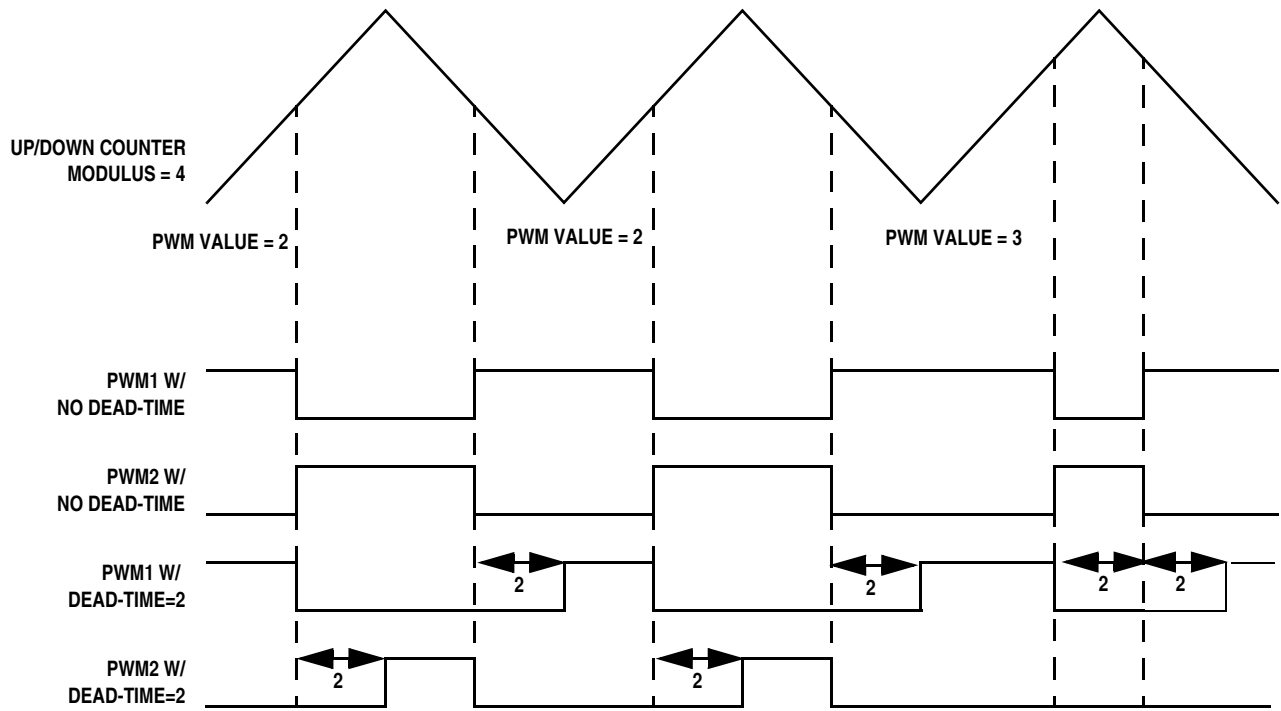 UP/DOWN COUNTER
MODULUS = 4
PWM VALUE = 2
PWM VALUE = 2
PWM VALUE = 3
PWM1 W/
NO DEAD-TIME
PWM2 W/
NO DEAD-TIME
PWM1 W/
DEAD-TIME=2
2
2
2
2
PWM2 W/
DEAD-TIME=2
2
2